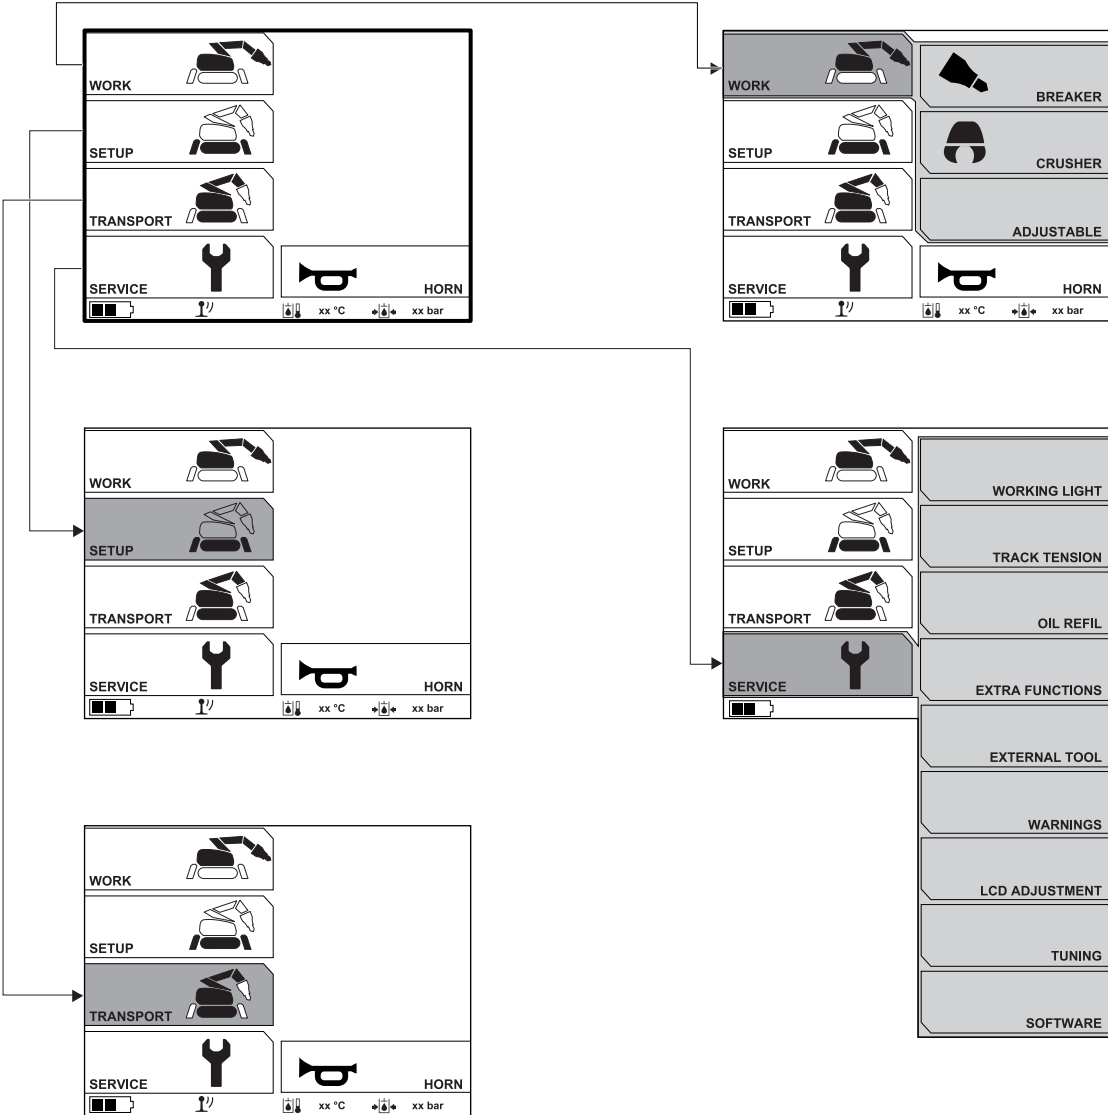 WORK
SETUP
TRANSPORT
SERVICE
HORN
xx °C
xx bar
WORK
BREAKER
SETUP
CRUSHER
TRANSPORT
ADJUSTABLE
SERVICE
HORN
xx °C
xx bar
WORK
SETUP
TRANSPORT
SERVICE
HORN
xx °C
xx bar
WORK
SETUP
TRANSPORT
SERVICE
WORKING LIGHT
TRACK TENSION
OIL REFIL
EXTRA FUNCTIONS
EXTERNAL TOOL
WARNINGS
LCD ADJUSTMENT
TUNING
SOFTWARE
WORK
SETUP
TRANSPORT
SERVICE
HORN
xx °C
xx bar